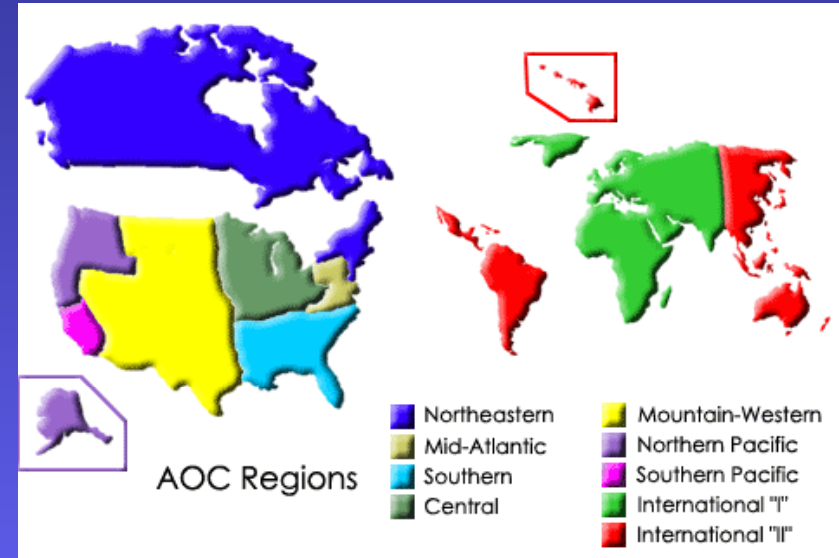 AOC Regions
Northeastern
Mid-Atlantic
Southern
Central
Mountain-Western
Northern Pacific
Southern Pacific
International "I"
International "II"